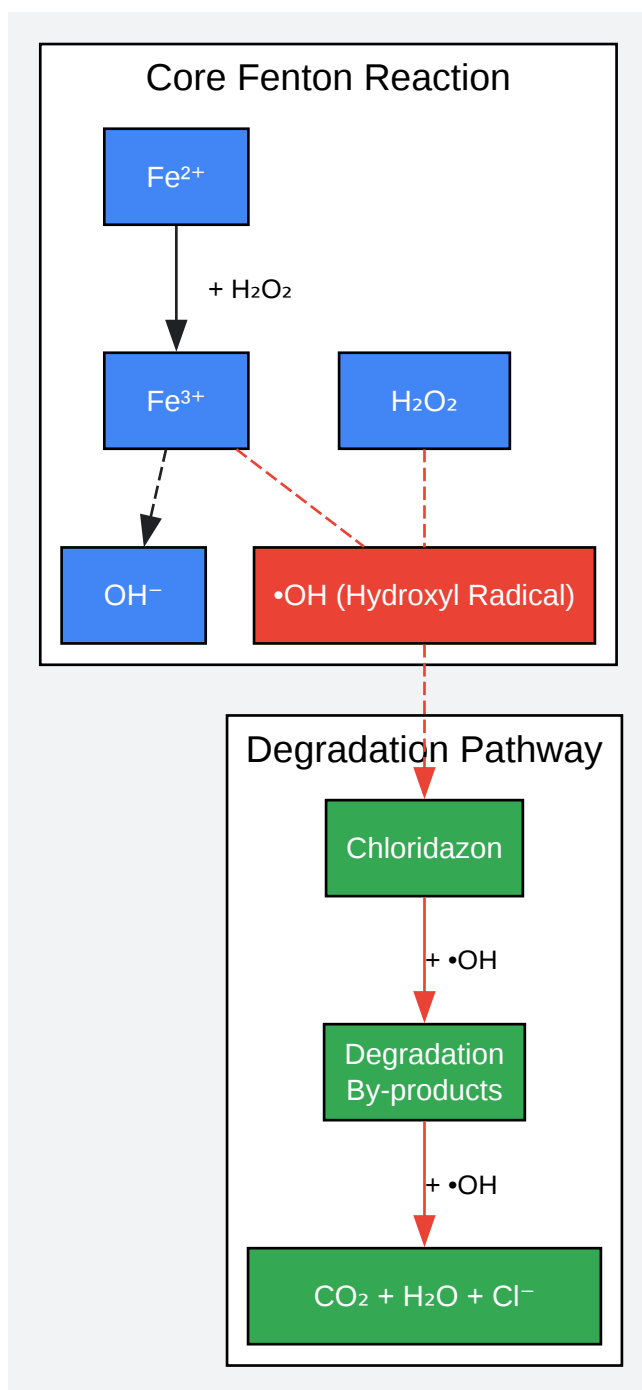 Core Fenton Reaction
Fe²⁺
+ H₂O₂
Fe³⁺
H₂O₂
OH⁻
•OH (Hydroxyl Radical)
Degradation Pathway
Chloridazon
+ •OH
Degradation
By-products
+ •OH
CO₂ + H₂O + Cl⁻